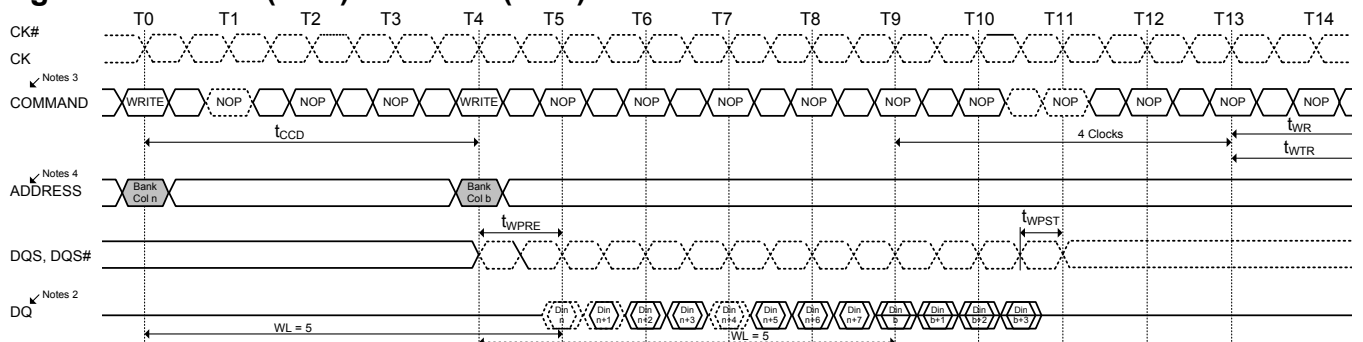 T0 T1 T2 T3 T4 T5 T6 T7 T8 T9 T10 T11 T12 T13 T14
CK#
CK
Notes 3
COMMAND WRITE NOP NOP NOP WRITE NOP NOP NOP NOP NOP NOP NOP NOP NOP NOP
tCCD 4 Clocks tWR
tWTR
Notes 4
ADDRESS Bank Col n Bank Col b
tWPRE tWPST
DQS, DQS#
Notes 2
DQ Din n Din n+1 Din n+2 Din n+3 Din n+4 Din n+5 Din n+6 Din n+7 Din b Din b+1 Din b+2 Din b+3
WL = 5 WL = 5